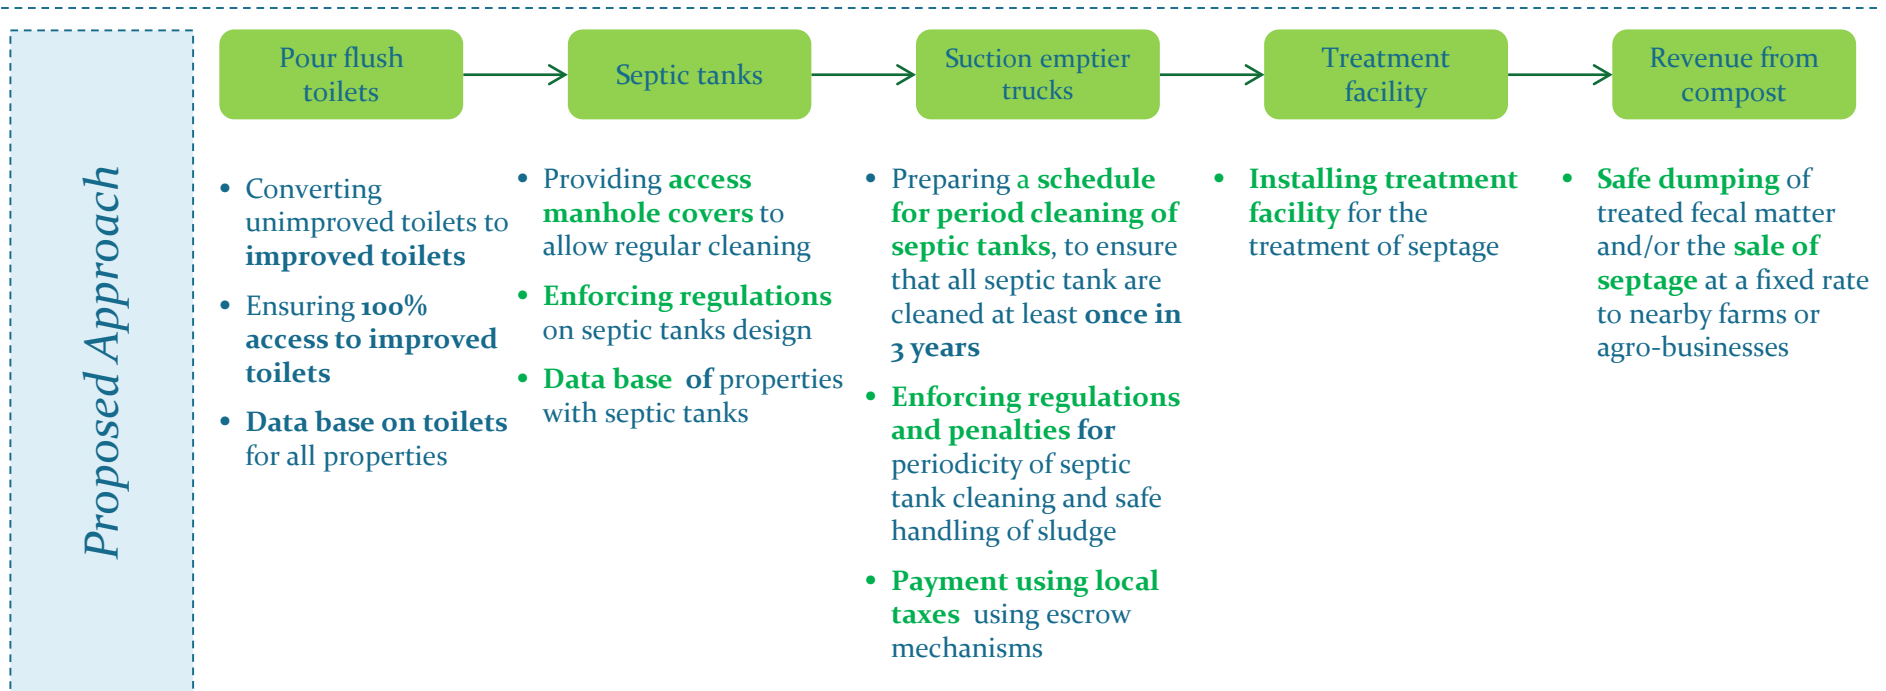 Proposed Approach
Pour flush
toilets
Septic tanks
Suction emptier
trucks
Treatment
facility
Revenue from
compost
• Converting
unimproved toilets to
improved toilets
• Ensuring 100%
access to improved
toilets
• Data base on toilets
for all properties
• Providing access
manhole covers to
allow regular cleaning
• Enforcing regulations
on septic tanks design
• Data base of properties
with septic tanks
• Preparing a schedule
for period cleaning of
septic tanks, to ensure
that all septic tank are
cleaned at least once in
3 years
• Enforcing regulations
and penalties for
periodicity of septic
tank cleaning and safe
handling of sludge
• Payment using local
taxes using escrow
mechanisms
• Installing treatment
facility for the
treatment of septage
• Safe dumping of
treated fecal matter
and/or the sale of
septage at a fixed rate
to nearby farms or
agro-businesses